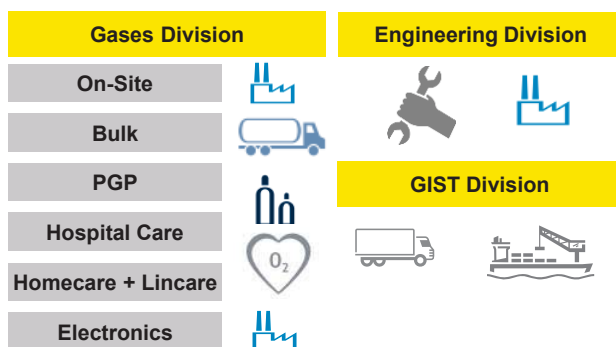 Gases Division
On-Site
Bulk
PGP
Hospital Care
Homecare + Lincare
Electronics
O₂
Engineering Division
GIST Division